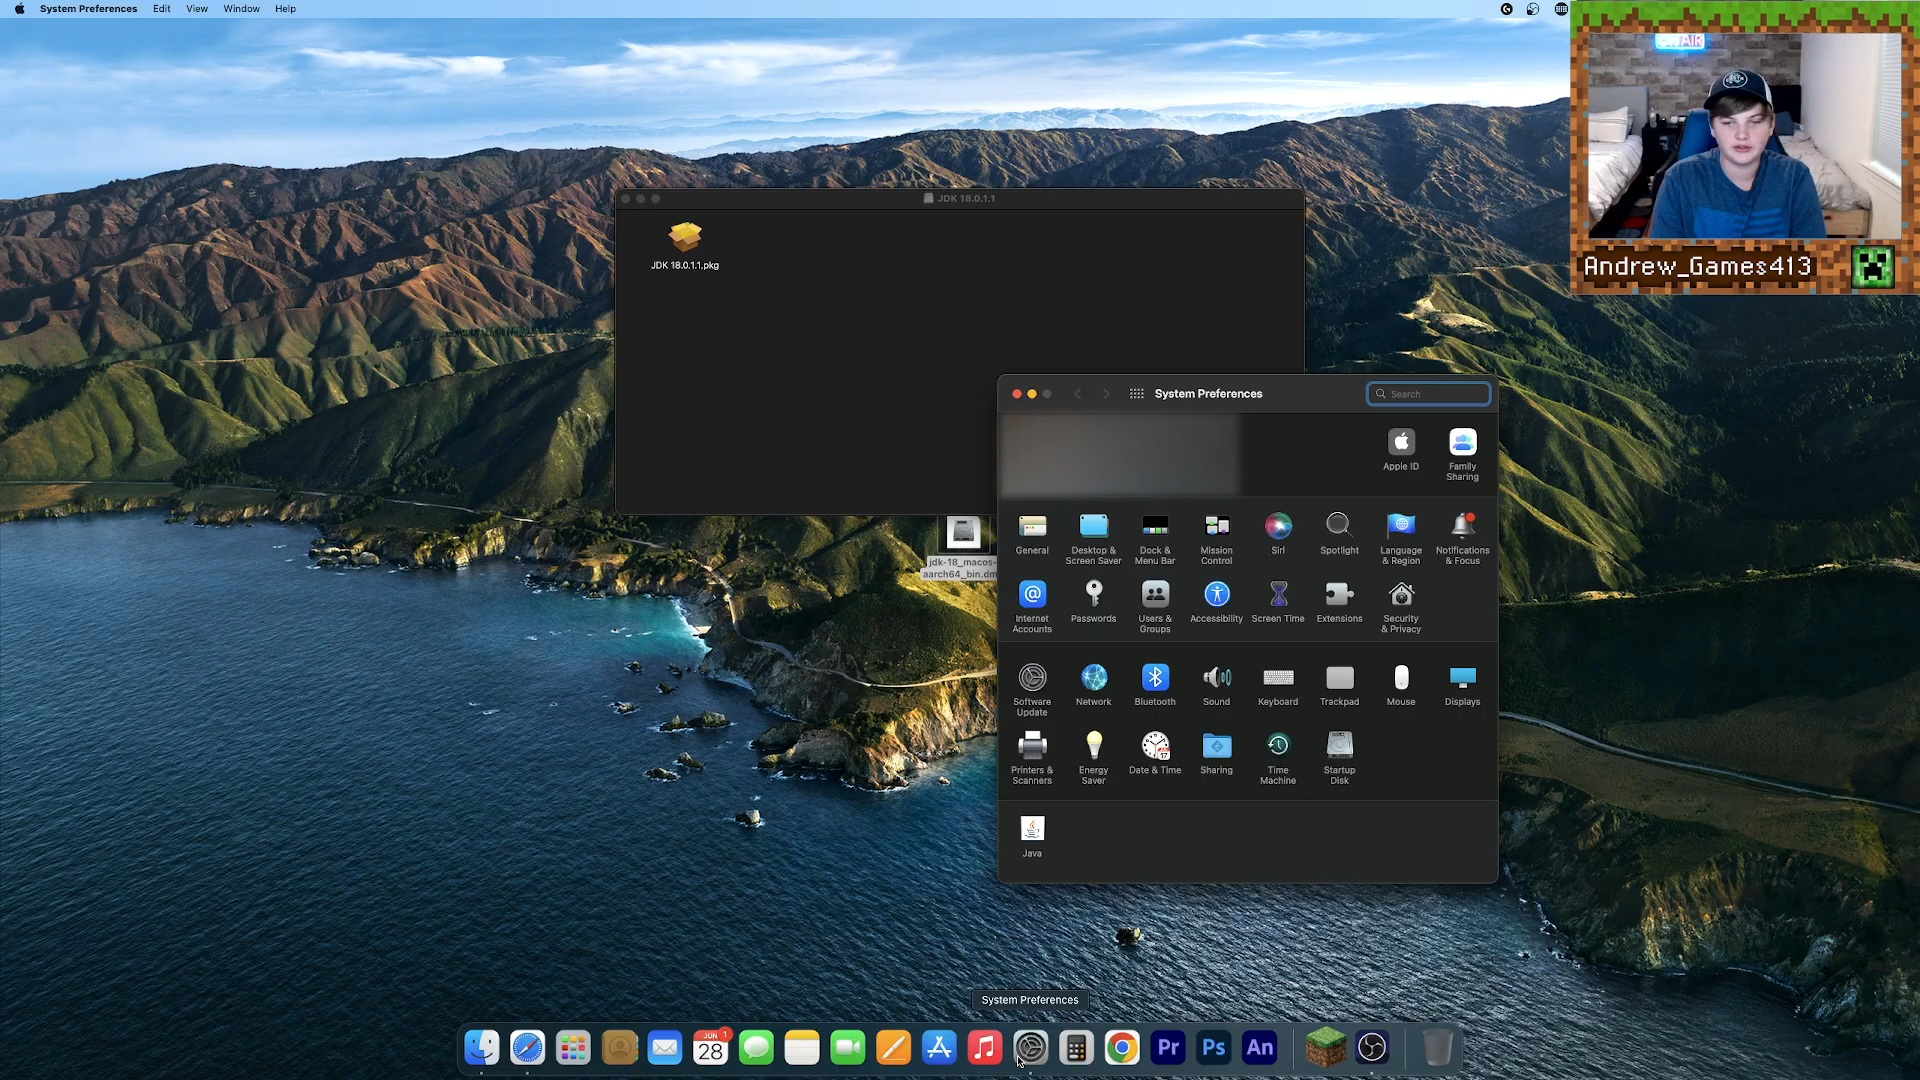 System Preferences Edit View Window Help
ON AIR
Andrew_Games413
JDK 18.0.1.1
JDK 18.0.1.1.pkg
System Preferences
Search
Apple ID
Family
Sharing
General
Desktop &
Screen Saver
Dock &
Menu Bar
Mission
Control
Siri
Spotlight
Language
& Region
Notifications
& Focus
jdk-18_macos-
aarch64_bin.dm
Internet
Accounts
Passwords
Users &
Groups
Accessibility
Screen Time
Extensions
Security
& Privacy
Software
Update
Network
Bluetooth
Sound
Keyboard
Trackpad
Mouse
Displays
Printers &
Scanners
Energy
Saver
Date & Time
Sharing
Time
Machine
Startup
Disk
Java
System Preferences
JUN
1
28
Pr
Ps
An